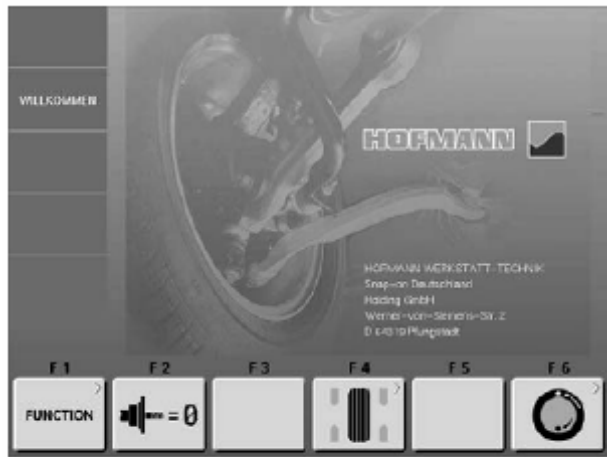 WILLKOMMEN
HOFMANN
HOFMANN WERKSTATT-TECHNIK
Snap-on Deutschland
Holding GmbH
Werner-von-Siemens-Str. 2
D 64319 Pfungstadt
F 1 F 2 F 3 F 4 F 5 F 6
FUNCTION = 0